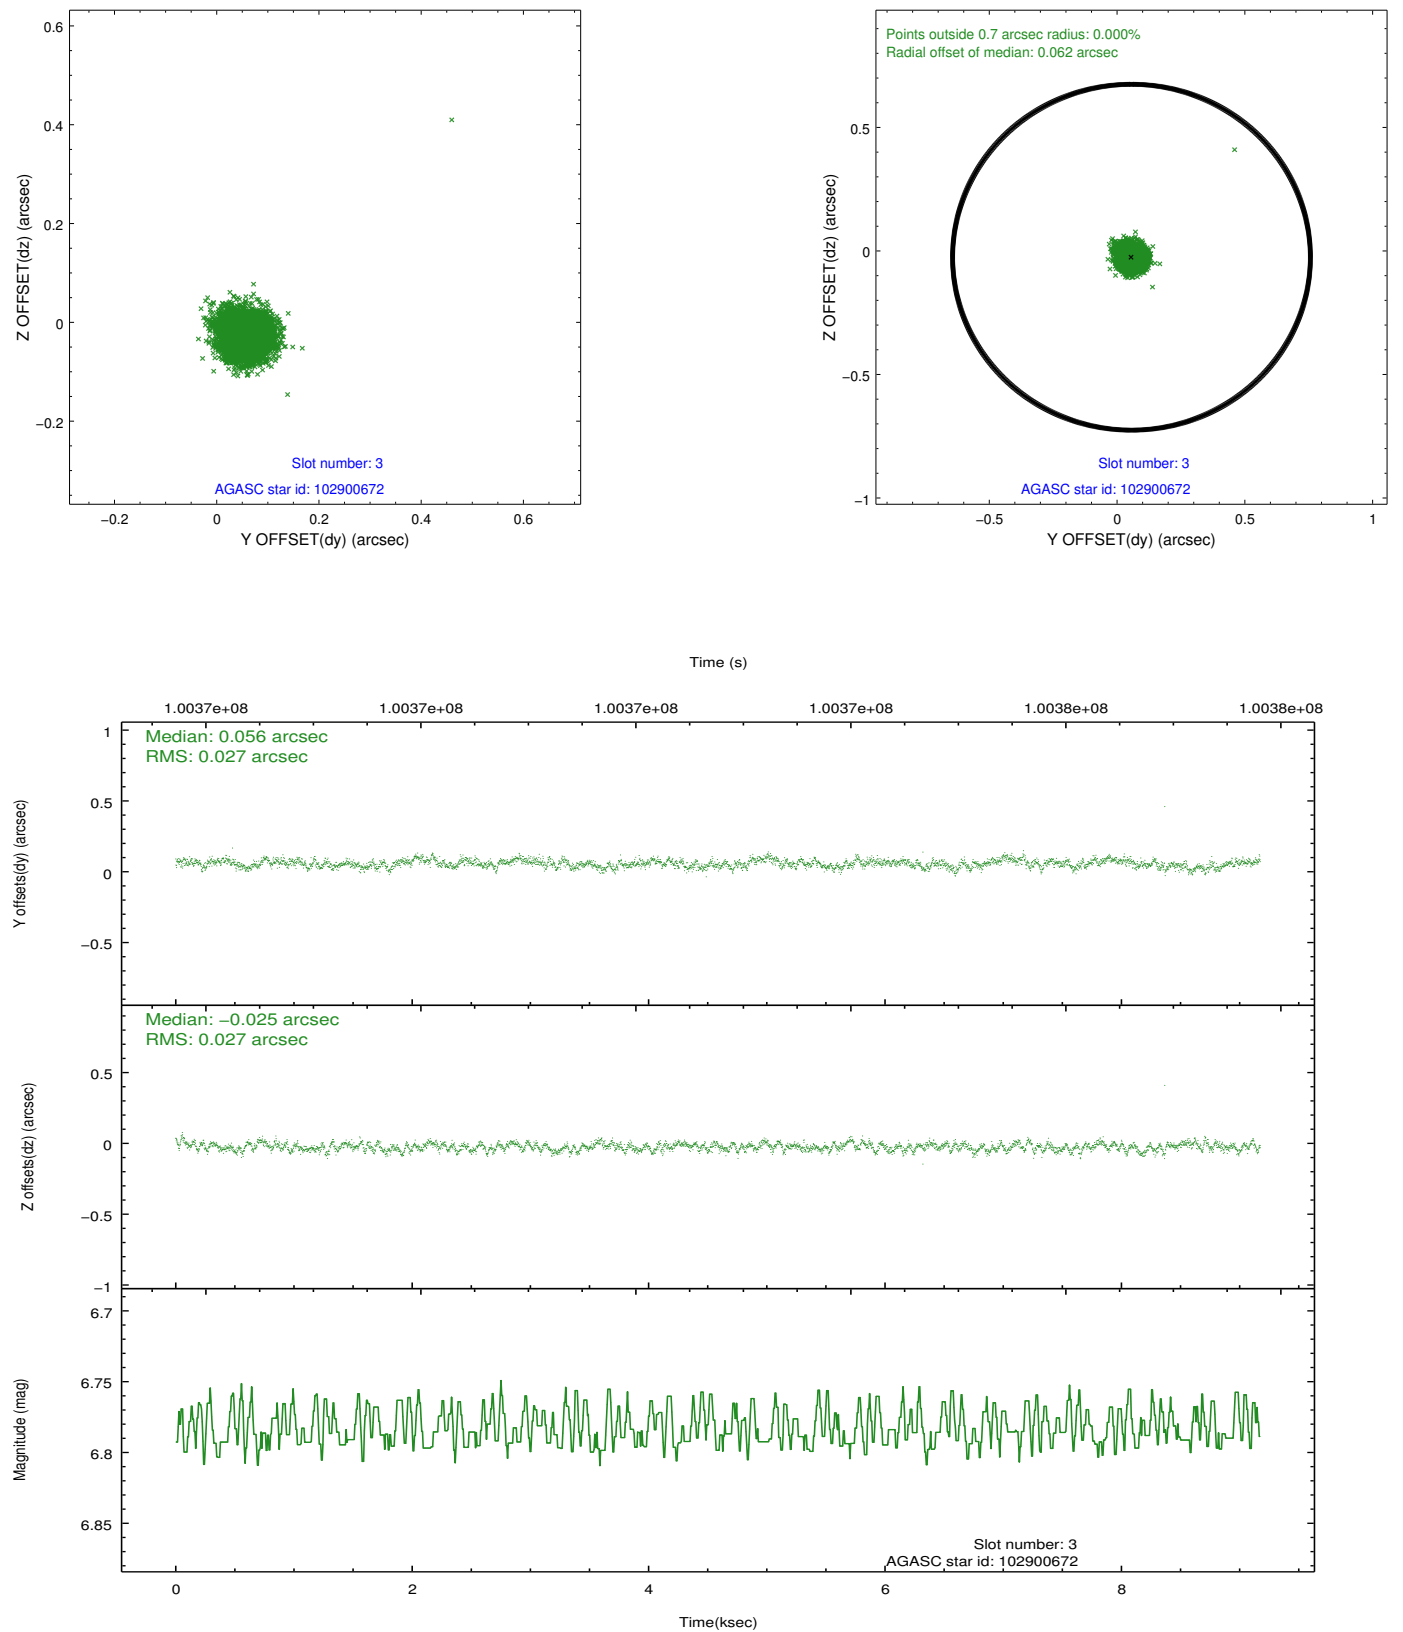 0.6
0.4
0.2
0
−0.2
Z OFFSET(dz) (arcsec)
Slot number: 3
AGASC star id: 102900672
−0.2 0 0.2 0.4 0.6
Y OFFSET(dy) (arcsec)
Points outside 0.7 arcsec radius: 0.000%
Radial offset of median: 0.062 arcsec
0.5
0
−0.5
−1
Z OFFSET(dz) (arcsec)
Slot number: 3
AGASC star id: 102900672
−0.5 0 0.5 1
Y OFFSET(dy) (arcsec)
Time (s)
1.0037e+08 1.0037e+08 1.0037e+08 1.0037e+08 1.0038e+08 1.0038e+08
Median: 0.056 arcsec
RMS: 0.027 arcsec
1
0.5
0
−0.5
Y offsets(dy) (arcsec)
Median: −0.025 arcsec
RMS: 0.027 arcsec
0.5
0
−0.5
−1
Z offsets(dz) (arcsec)
6.7
6.75
6.8
6.85
Magnitude (mag)
Slot number: 3
AGASC star id: 102900672
0 2 4 6 8
Time(ksec)